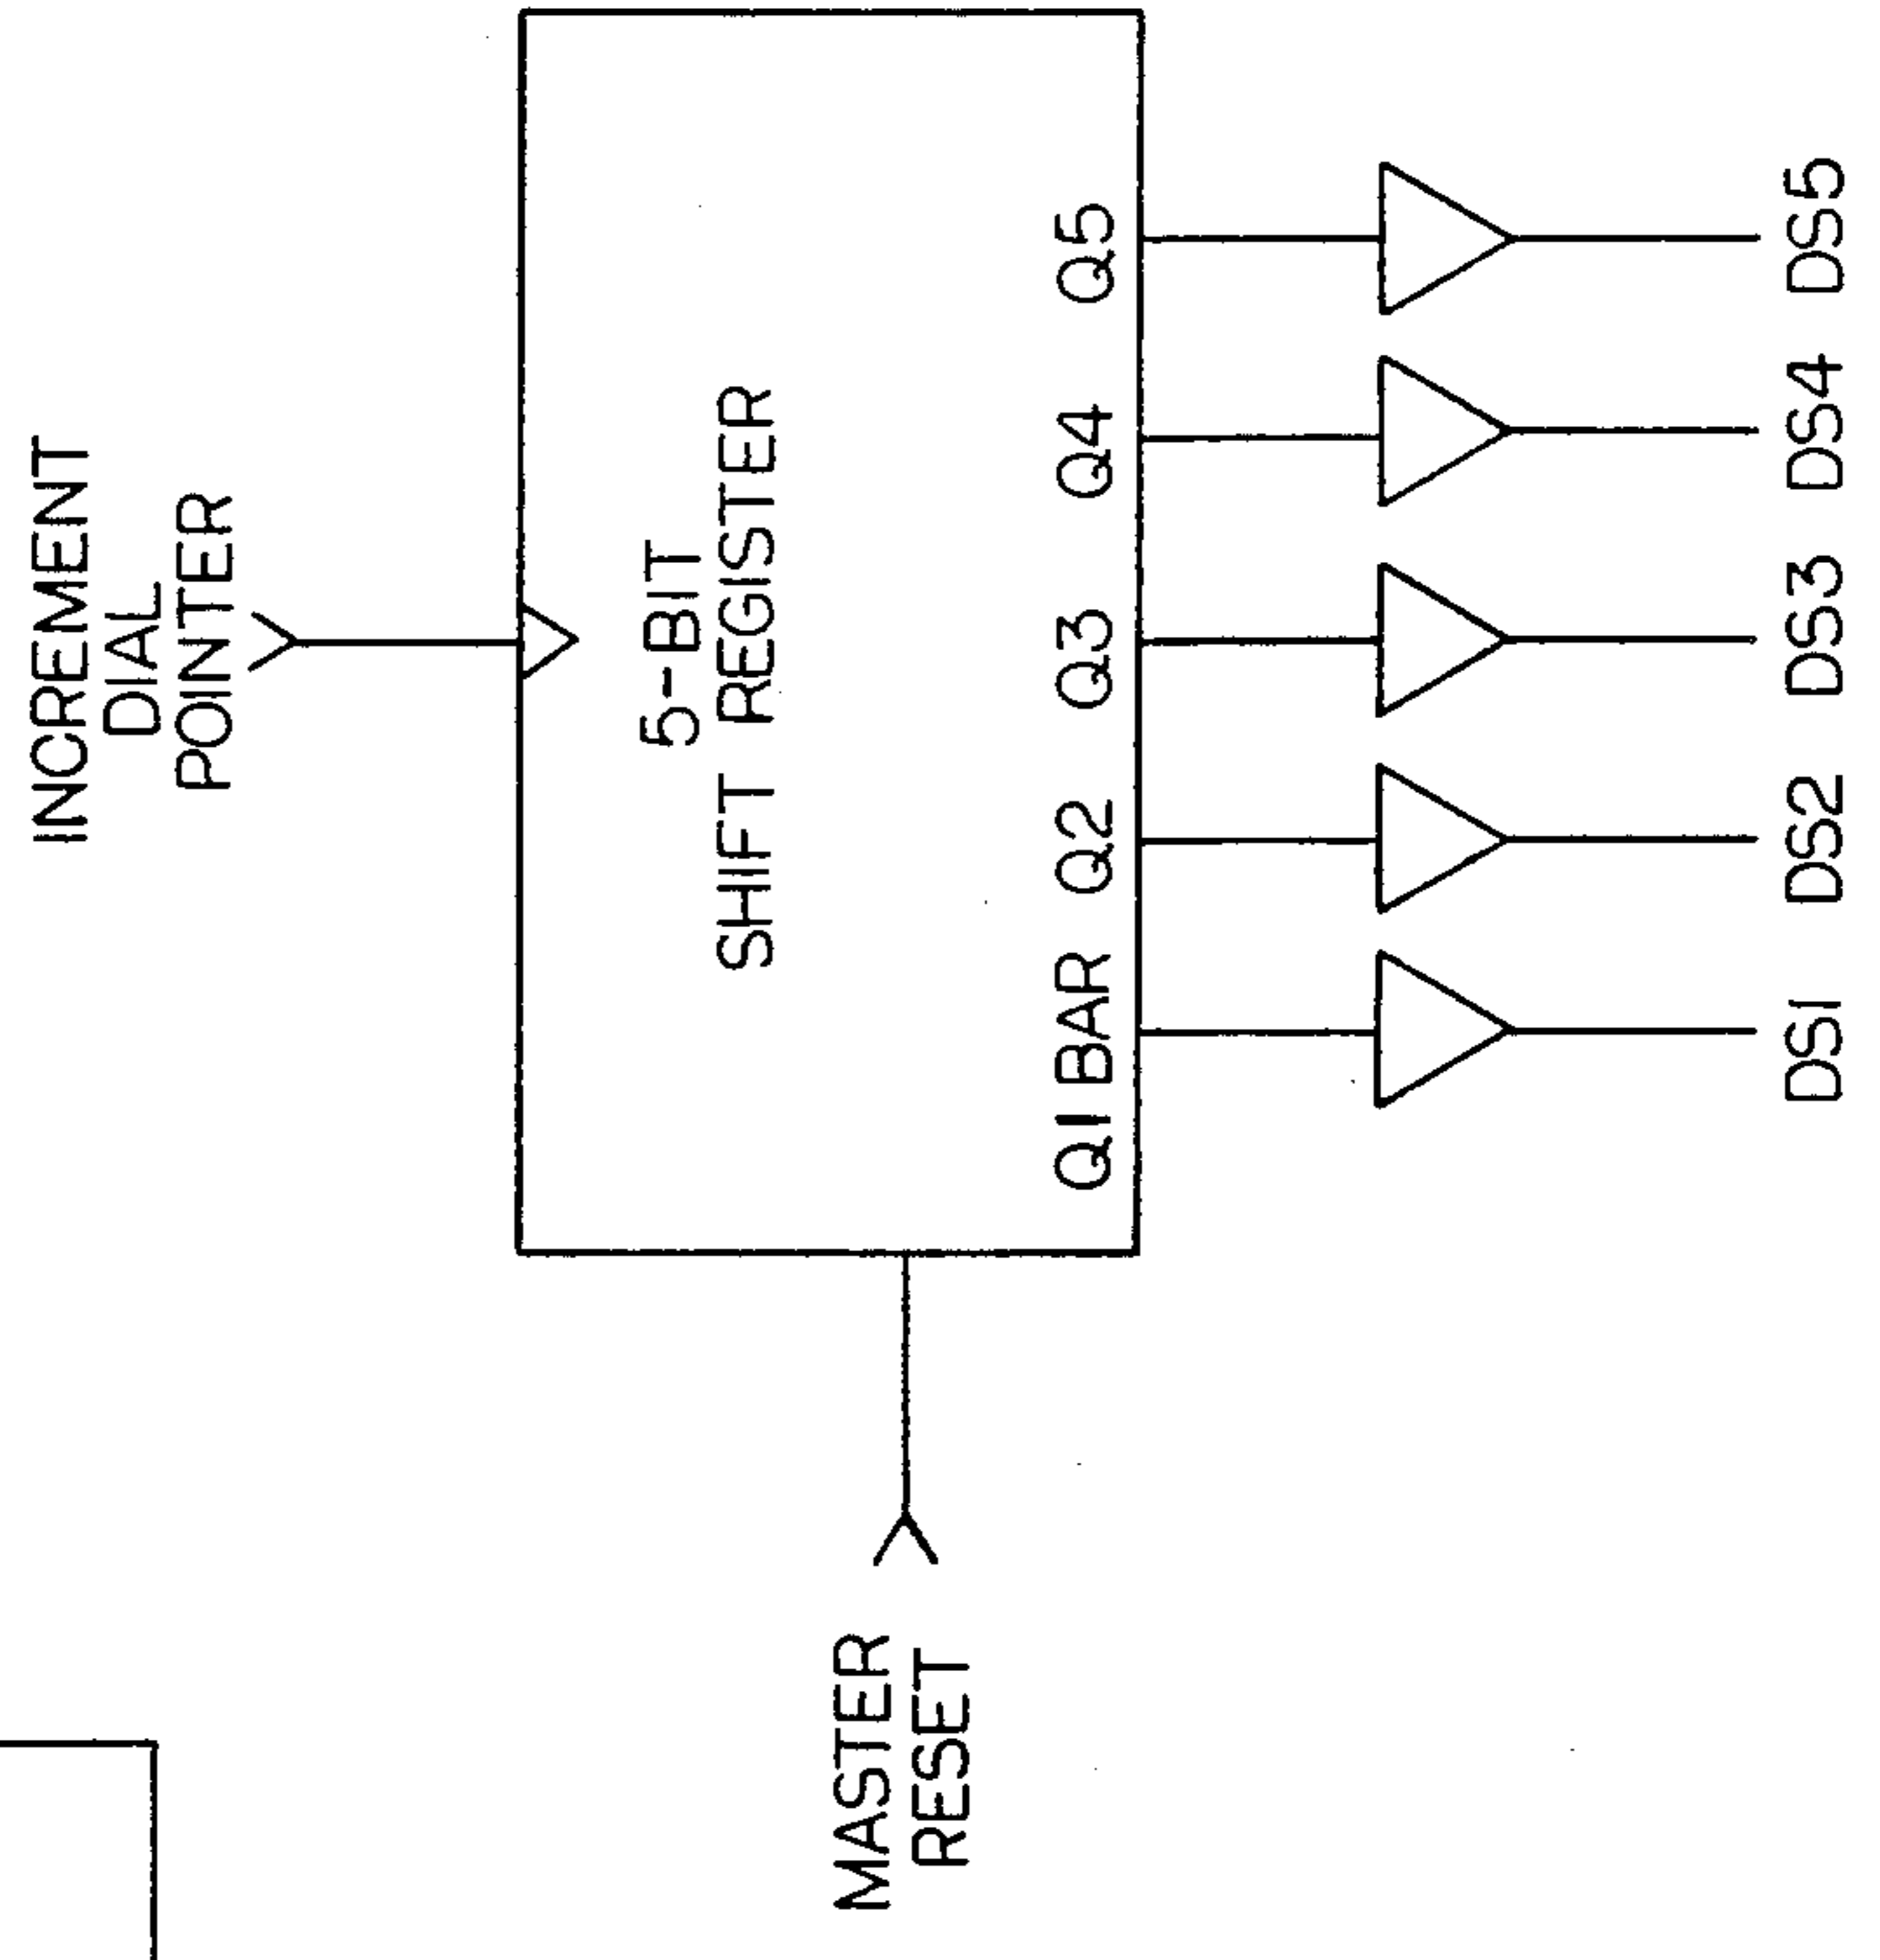 INCREMENT
DIAL
POINTER
5-BIT
SHIFT REGISTER
Q1 BAR Q2 Q3 Q4 Q5
MASTER
RESET
DS1 DS2 DS3 DS4 DS5